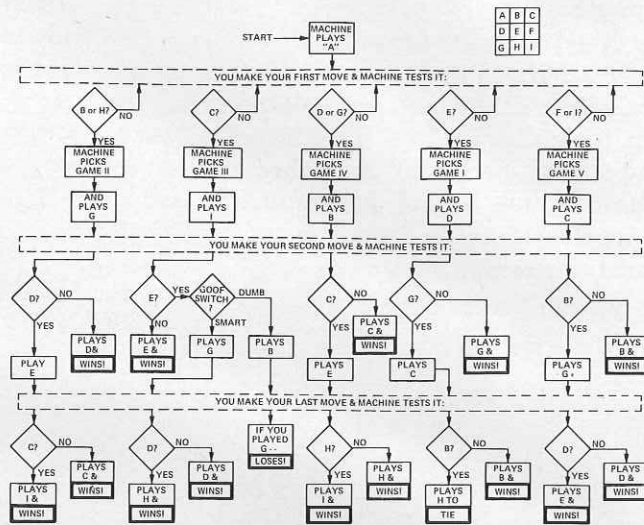 MACHINE
PLAYS
"A"
START
A B C
D E F
G H I
YOU MAKE YOUR FIRST MOVE & MACHINE TESTS IT:
B or H? NO
C? NO
D or G? NO
E? NO
F or I? NO
YES YES YES YES YES
MACHINE
PICKS
GAME II
MACHINE
PICKS
GAME III
MACHINE
PICKS
GAME IV
MACHINE
PICKS
GAME I
MACHINE
PICKS
GAME V
AND
PLAYS
G
AND
PLAYS
I
AND
PLAYS
B
AND
PLAYS
D
AND
PLAYS
C
YOU MAKE YOUR SECOND MOVE & MACHINE TESTS IT:
D? NO
YES
E? YES
NO
GOOF
SWITCH
?
DUMB
SMART
C? NO
YES
G? NO
YES
B? NO
YES
PLAY
E
PLAYS
D&
WINS!
PLAYS
E &
WINS!
PLAYS
G
PLAYS
B
PLAYS
E
PLAYS
C &
WINS!
PLAYS
C
PLAYS
G &
WINS!
PLAYS
G
PLAYS
B &
WINS!
YOU MAKE YOUR LAST MOVE & MACHINE TESTS IT:
C? NO
YES
D? NO
YES
IF YOU
PLAYED
G --
LOSES!
H? NO
YES
B? NO
YES
D? NO
YES
PLAYS
I &
WINS!
PLAYS
C &
WINS!
PLAYS
H &
WINS!
PLAYS
D &
WINS!
PLAYS
I &
WINS!
PLAYS
H &
WINS!
PLAYS
H TO
TIE
PLAYS
B &
WINS!
PLAYS
E &
WINS!
PLAYS
D &
WINS!